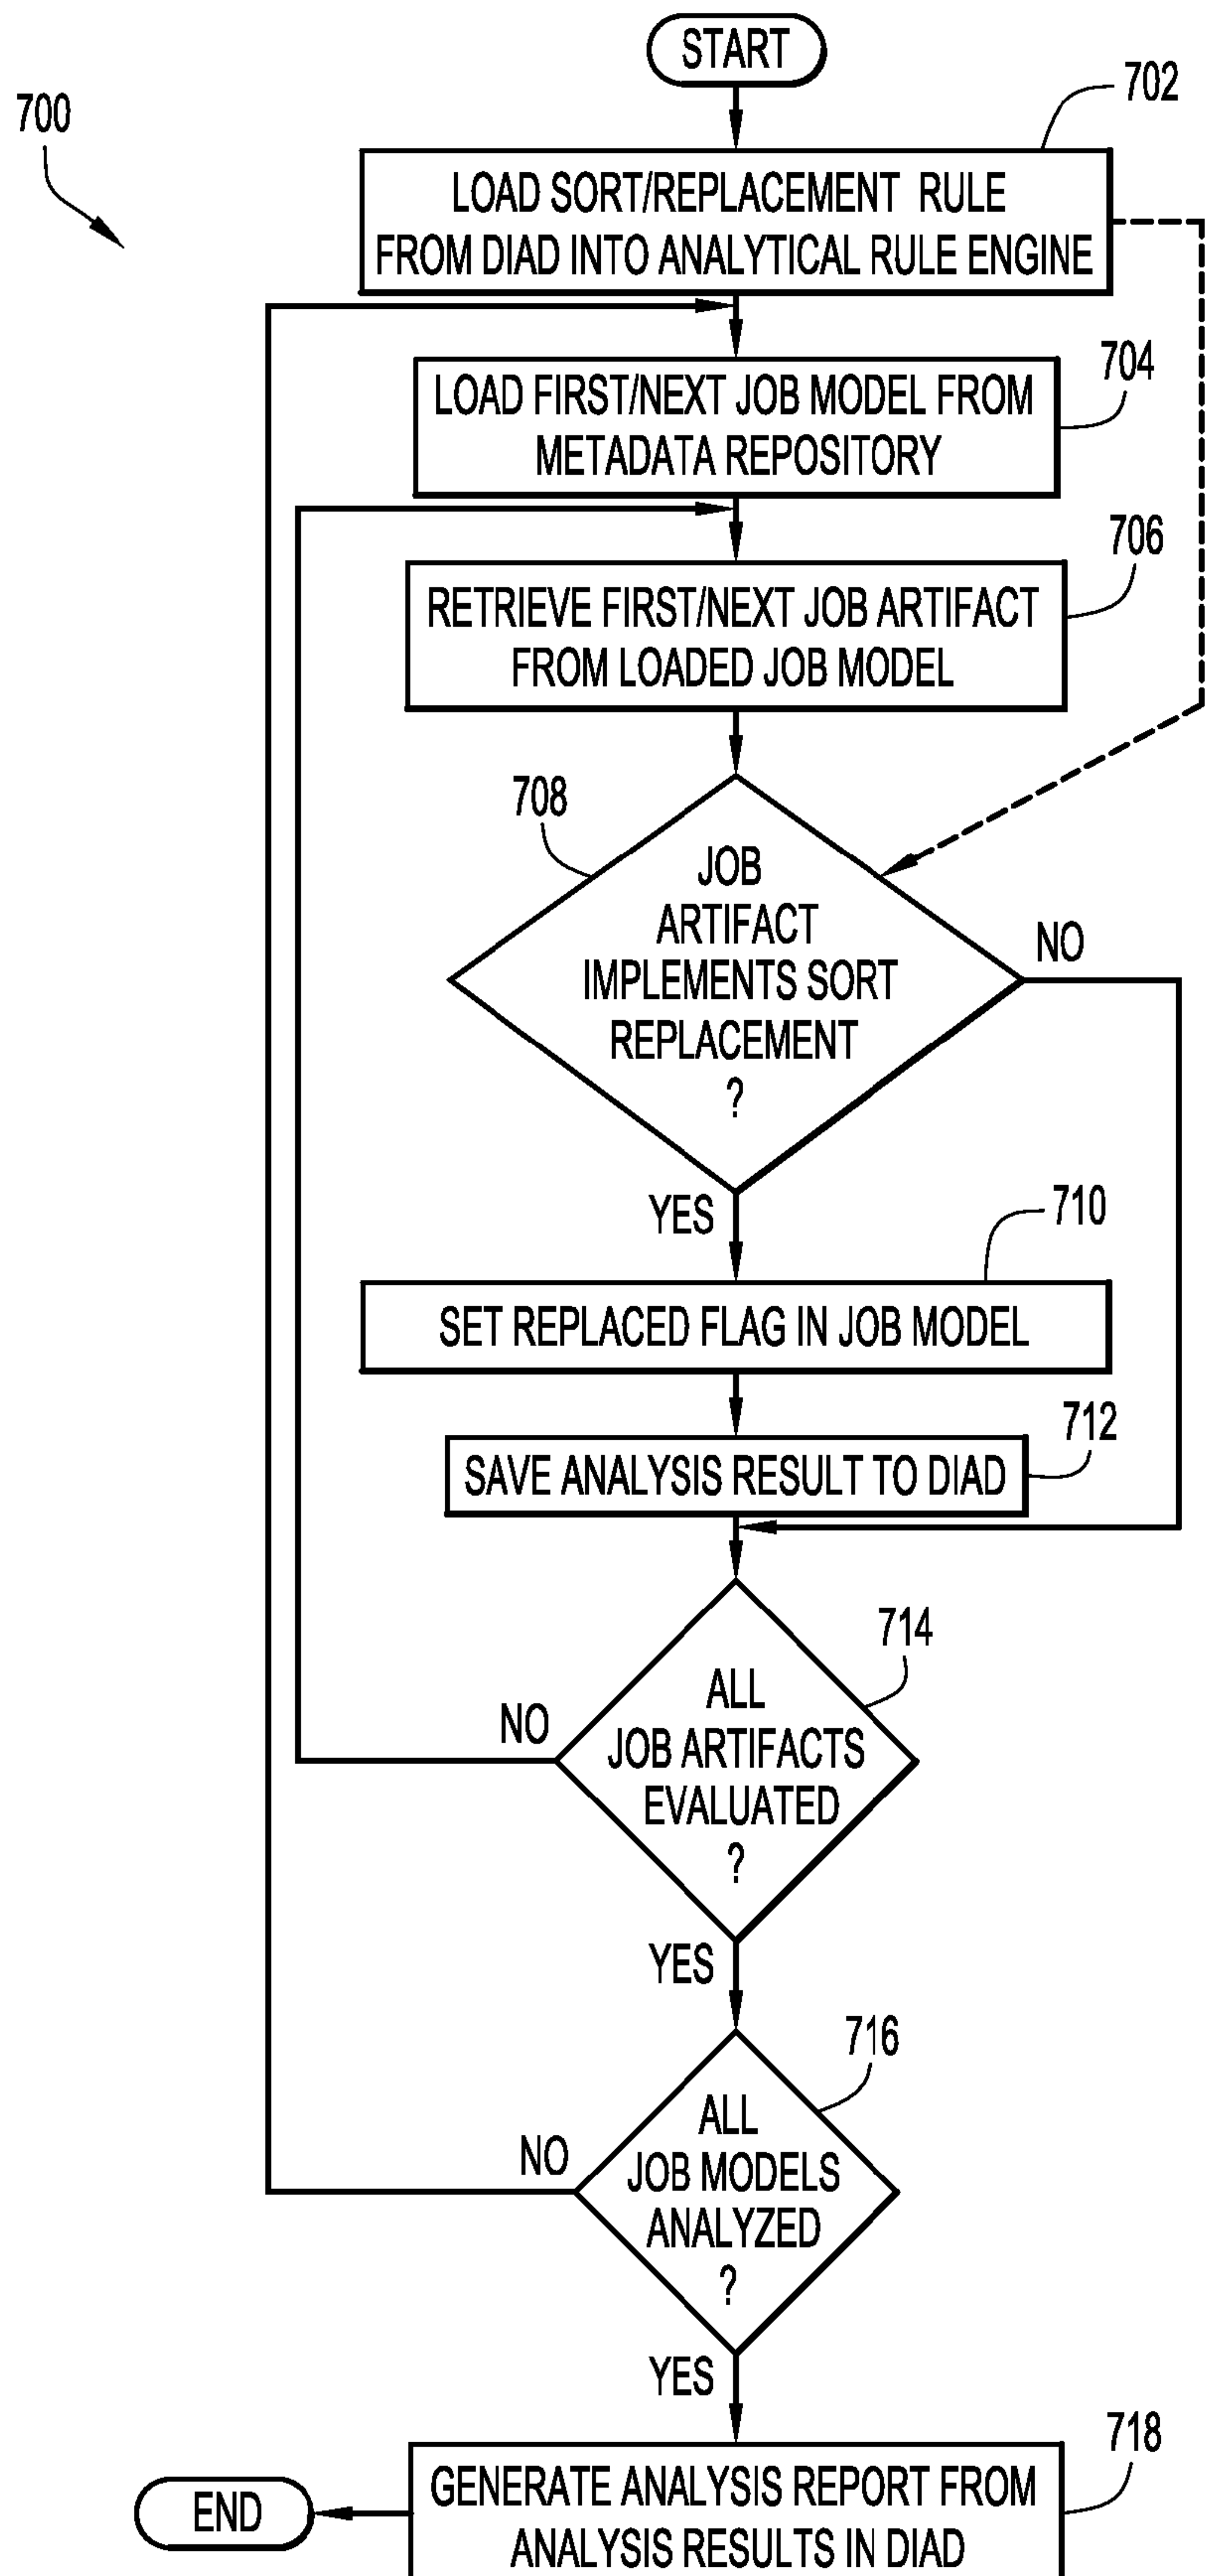 START
700
702
LOAD SORT/REPLACEMENT RULE
FROM DIAD INTO ANALYTICAL RULE ENGINE
704
LOAD FIRST/NEXT JOB MODEL FROM
METADATA REPOSITORY
706
RETRIEVE FIRST/NEXT JOB ARTIFACT
FROM LOADED JOB MODEL
708
JOB
ARTIFACT
IMPLEMENTS SORT
REPLACEMENT
?
NO
YES
710
SET REPLACED FLAG IN JOB MODEL
712
SAVE ANALYSIS RESULT TO DIAD
714
ALL
JOB ARTIFACTS
EVALUATED
?
NO
YES
716
ALL
JOB MODELS
ANALYZED
?
NO
YES
718
GENERATE ANALYSIS REPORT FROM
ANALYSIS RESULTS IN DIAD
END